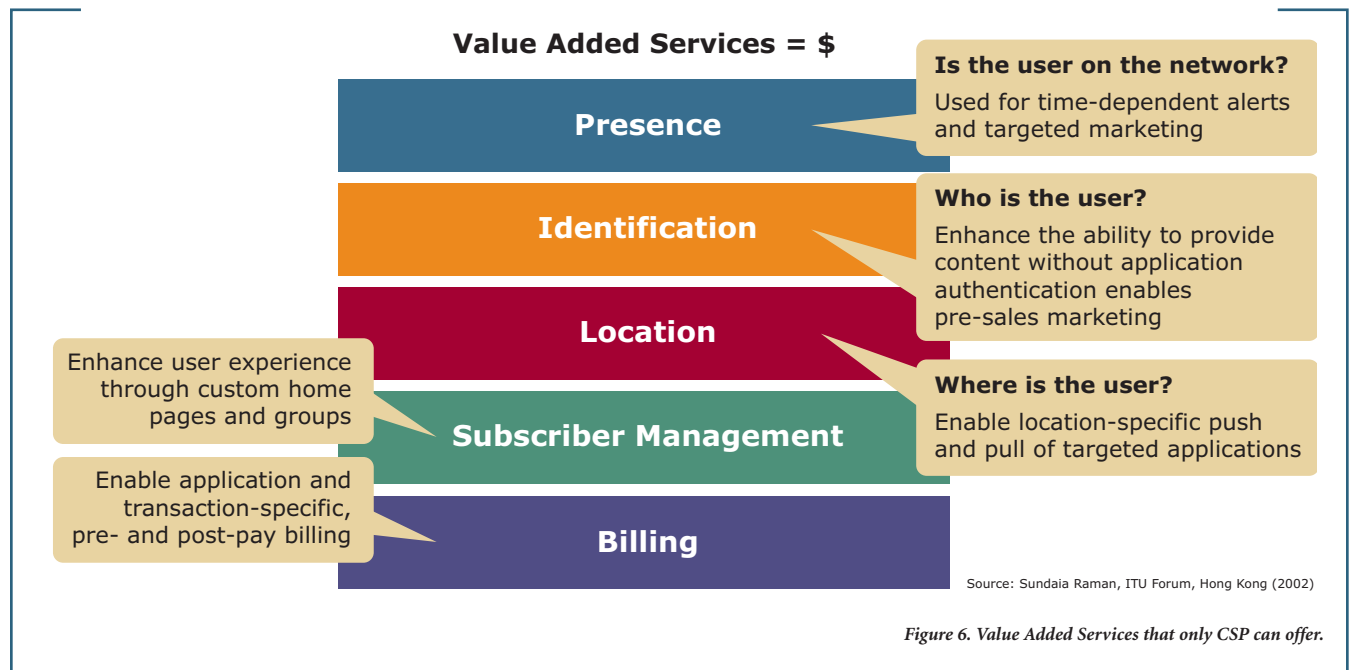 Value Added Services = $
Presence
Is the user on the network?
Used for time-dependent alerts
and targeted marketing
Identification
Who is the user?
Enhance the ability to provide
content without application
authentication enables
pre-sales marketing
Location
Where is the user?
Enable location-specific push
and pull of targeted applications
Enhance user experience
through custom home
pages and groups
Subscriber Management
Enable application and
transaction-specific,
pre- and post-pay billing
Billing
Source: Sundaia Raman, ITU Forum, Hong Kong (2002)
Figure 6. Value Added Services that only CSP can offer.